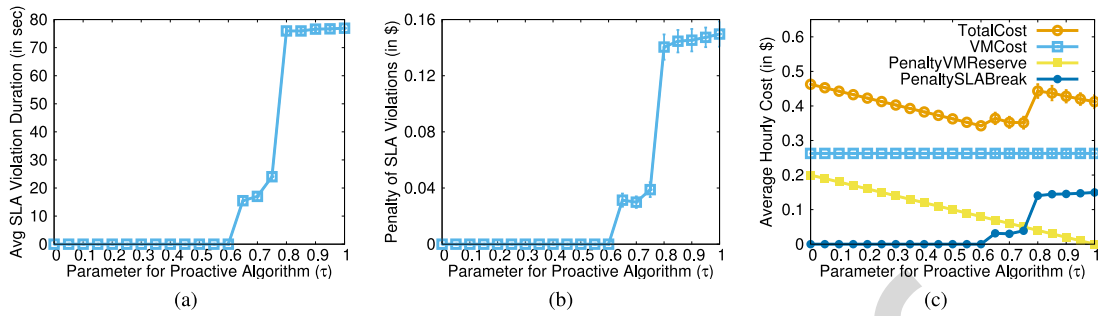 Avg SLA Violation Duration (in sec)
80
70
60
50
40
30
20
10
0
0 0.1 0.2 0.3 0.4 0.5 0.6 0.7 0.8 0.9 1
Parameter for Proactive Algorithm (τ)
(a)
Penalty of SLA Violations (in $)
0.16
0.12
0.08
0.04
0
0 0.1 0.2 0.3 0.4 0.5 0.6 0.7 0.8 0.9 1
Parameter for Proactive Algorithm (τ)
(b)
Average Hourly Cost (in $)
0.6
0.5
0.4
0.3
0.2
0.1
0
TotalCost
VMCost
PenaltyVMReserve
PenaltySLABreak
0 0.1 0.2 0.3 0.4 0.5 0.6 0.7 0.8 0.9 1
Parameter for Proactive Algorithm (τ)
(c)